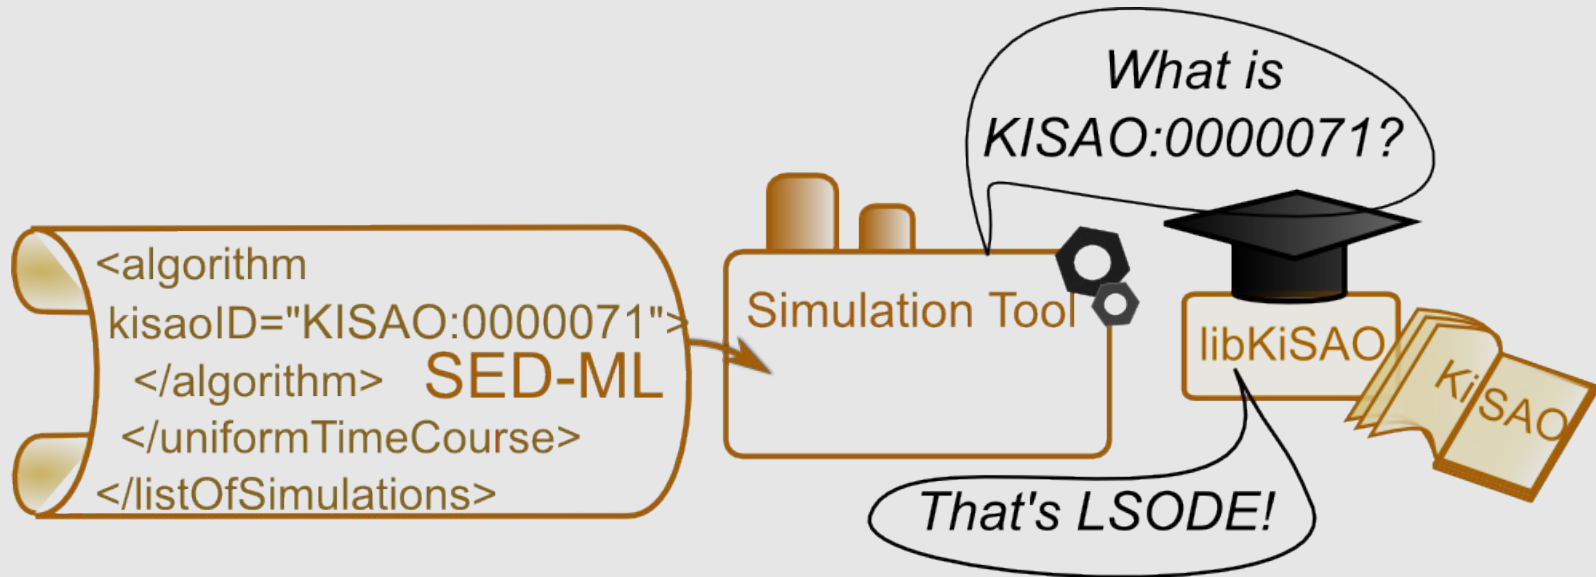 <algorithm
kisaoID="KISAO:0000071">
</algorithm>
SED-ML
</uniformTimeCourse>
</listOfSimulations>
Simulation Tool
What is
KISAO:0000071?
libKiSAO
KiSAO
That's LSODE!